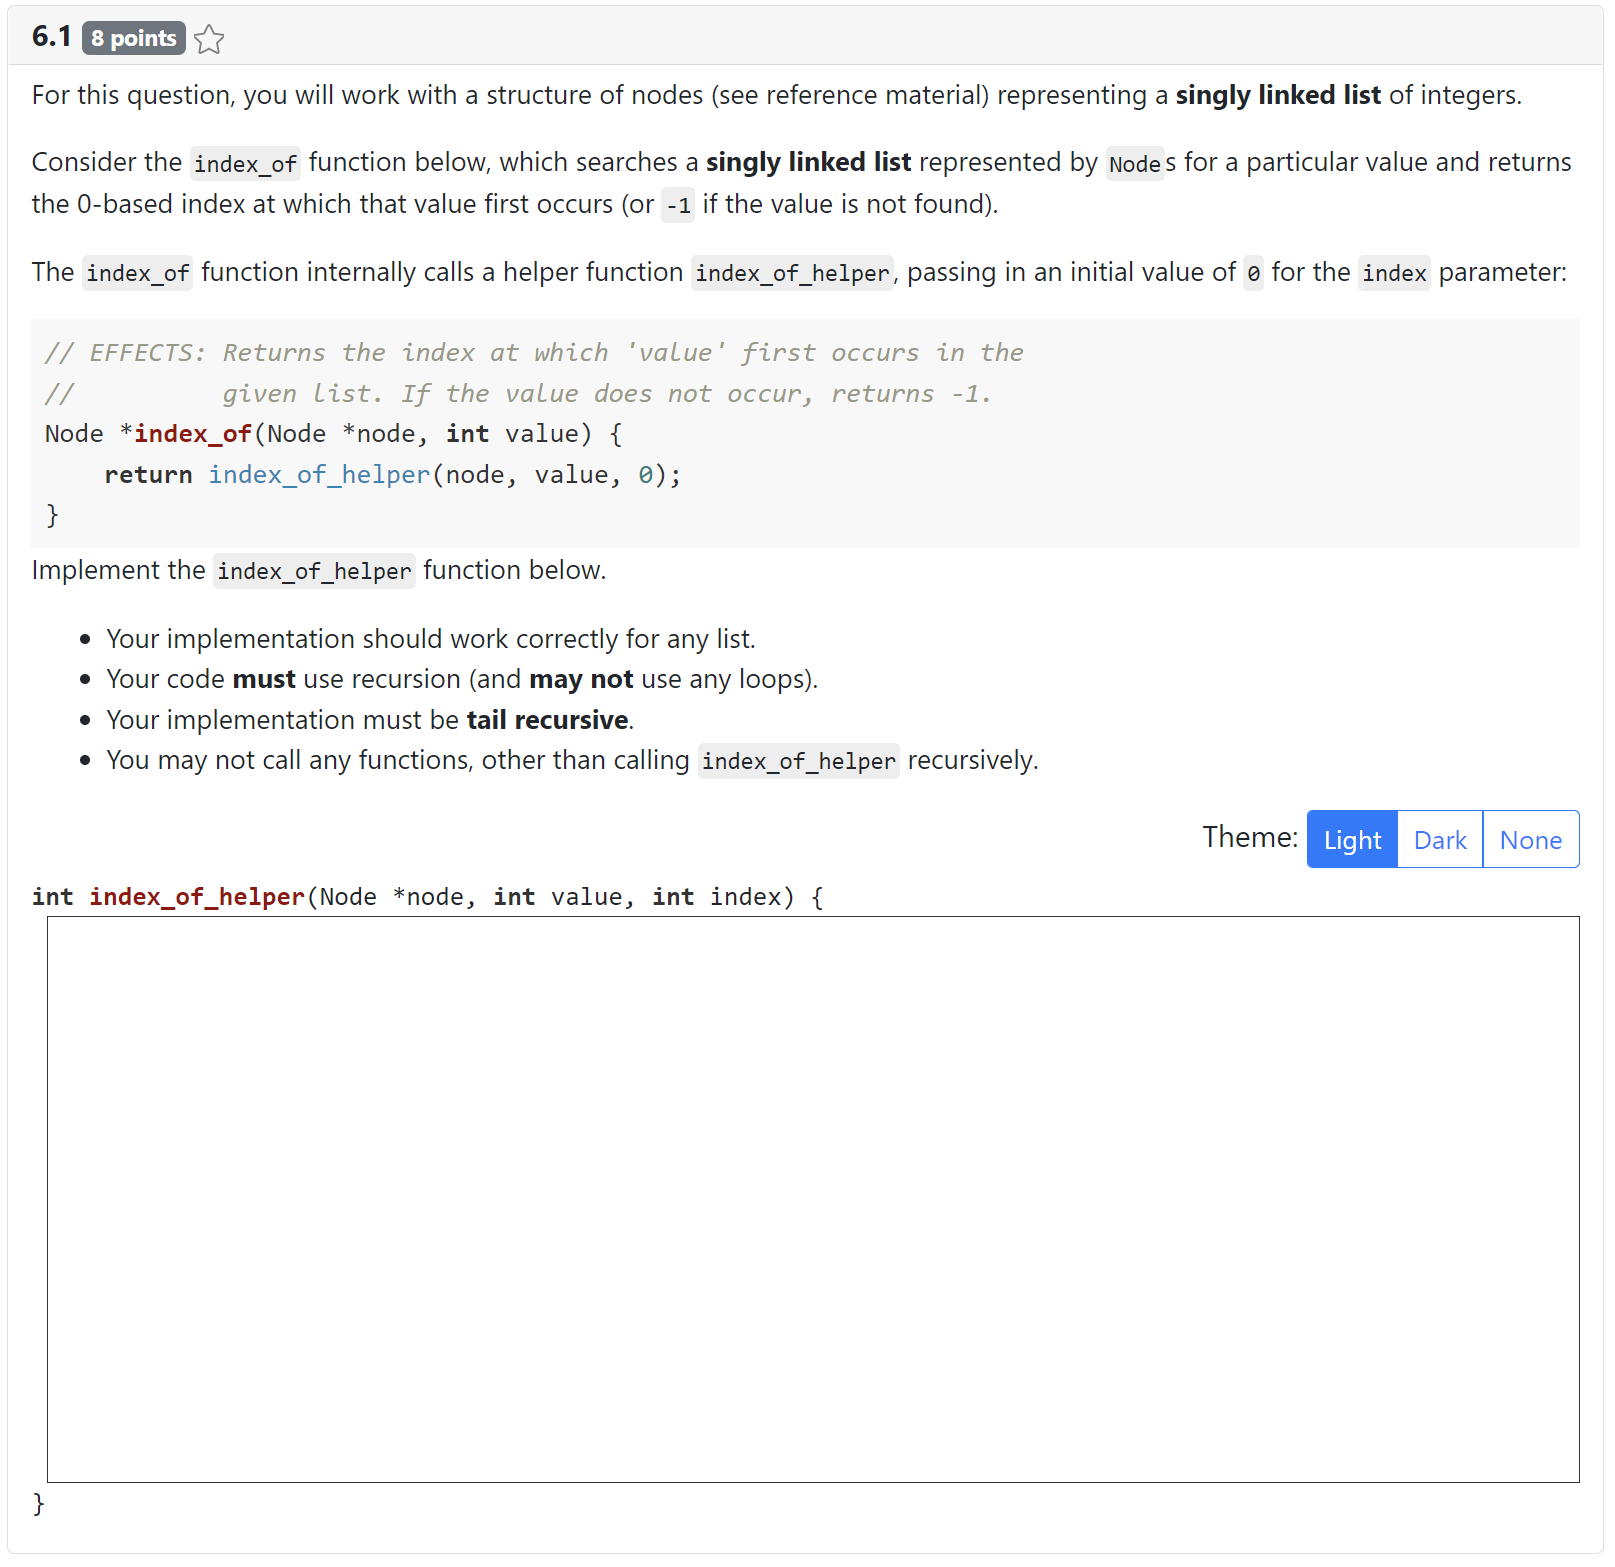 6.1 8 points
For this question, you will work with a structure of nodes (see reference material) representing a singly linked list of integers.
Consider the index_of function below, which searches a singly linked list represented by Nodes for a particular value and returns
the 0-based index at which that value first occurs (or -1 if the value is not found).
The index_of function internally calls a helper function index_of_helper, passing in an initial value of 0 for the index parameter:
// EFFECTS: Returns the index at which 'value' first occurs in the
//          given list. If the value does not occur, returns -1.
Node *index_of(Node *node, int value) {
    return index_of_helper(node, value, 0);
}
Implement the index_of_helper function below.
• Your implementation should work correctly for any list.
• Your code must use recursion (and may not use any loops).
• Your implementation must be tail recursive.
• You may not call any functions, other than calling index_of_helper recursively.
Theme: Light Dark None
int index_of_helper(Node *node, int value, int index) {
}